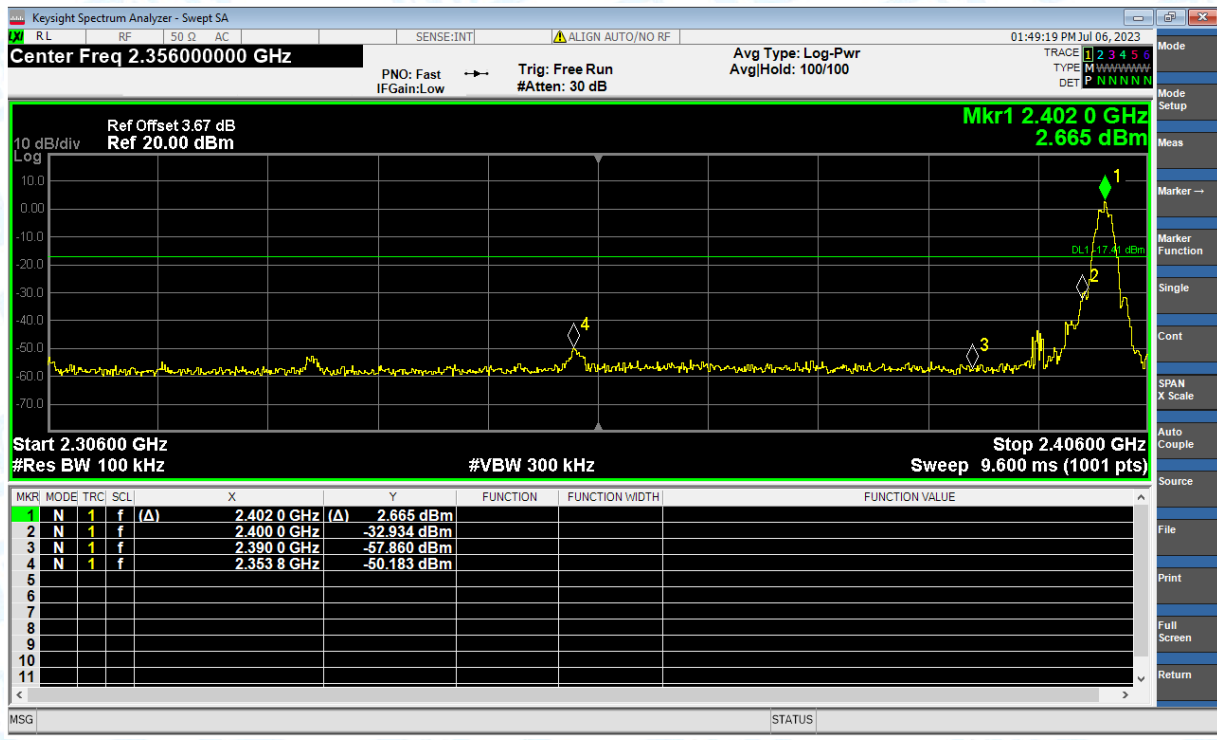 Keysight Spectrum Analyzer - Swept SA
LXI RL RF 50 Ω AC SENSE:INT ALIGN AUTO/NO RF 01:49:19 PM Jul 06, 2023
Center Freq 2.356000000 GHz
PNO: Fast
IFGain:Low
Trig: Free Run
#Atten: 30 dB
Avg Type: Log-Pwr
Avg|Hold: 100/100
TRACE 1 2 3 4 5 6
TYPE M WWWWW
DET P N N N N N
Ref Offset 3.67 dB
10 dB/div Ref 20.00 dBm
Log
Mkr1 2.402 0 GHz
2.665 dBm
10.0
0.00
-10.0
-20.0
-30.0
-40.0
-50.0
-60.0
-70.0
1
DL1 -17.41 dBm
2
4
3
Start 2.30600 GHz Stop 2.40600 GHz
#Res BW 100 kHz #VBW 300 kHz Sweep 9.600 ms (1001 pts)
MKR MODE TRC SCL X Y FUNCTION FUNCTION WIDTH FUNCTION VALUE
1 N 1 f (Δ) 2.402 0 GHz (Δ) 2.665 dBm
2 N 1 f 2.400 0 GHz -32.934 dBm
3 N 1 f 2.390 0 GHz -57.860 dBm
4 N 1 f 2.353 8 GHz -50.183 dBm
5
6
7
8
9
10
11
MSG STATUS
Mode
Mode
Setup
Meas
Marker →
Marker
Function
Single
Cont
SPAN
X Scale
Auto
Couple
Source
File
Print
Full
Screen
Return